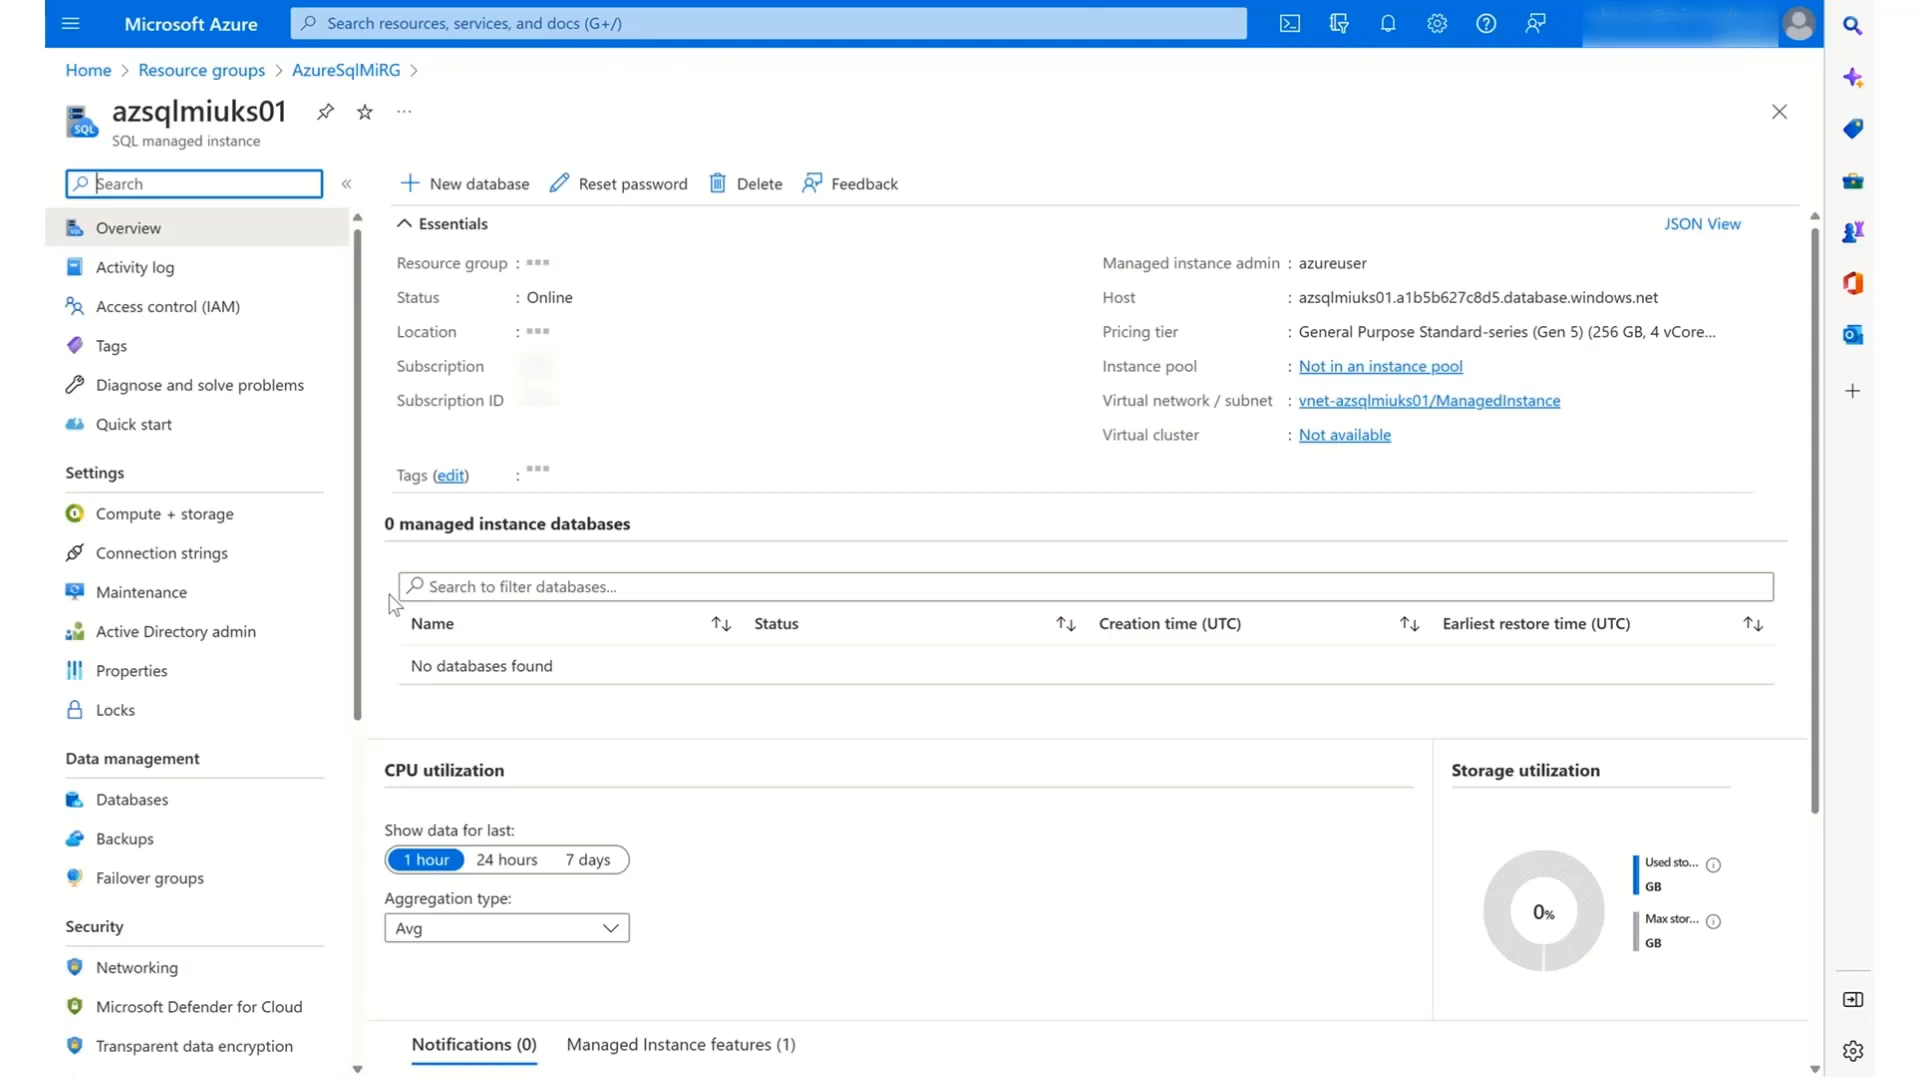 Microsoft Azure
Search resources, services, and docs (G+/)
Home > Resource groups > AzureSqlMiRG >
azsqlmiuks01
SQL managed instance
Search
New database
Reset password
Delete
Feedback
Overview
Activity log
Access control (IAM)
Tags
Diagnose and solve problems
Quick start
Settings
Compute + storage
Connection strings
Maintenance
Active Directory admin
Properties
Locks
Data management
Databases
Backups
Failover groups
Security
Networking
Microsoft Defender for Cloud
Transparent data encryption
Essentials
JSON View
Resource group :
Status : Online
Location :
Subscription
Subscription ID
Tags (edit) :
Managed instance admin : azureuser
Host : azsqlmiuks01.a1b5b627c8d5.database.windows.net
Pricing tier : General Purpose Standard-series (Gen 5) (256 GB, 4 vCore...
Instance pool : Not in an instance pool
Virtual network / subnet : vnet-azsqlmiuks01/ManagedInstance
Virtual cluster : Not available
0 managed instance databases
Search to filter databases...
Name Status Creation time (UTC) Earliest restore time (UTC)
No databases found
CPU utilization
Show data for last:
1 hour 24 hours 7 days
Aggregation type:
Avg
Storage utilization
0%
Used sto...
GB
Max stor...
GB
Notifications (0) Managed Instance features (1)